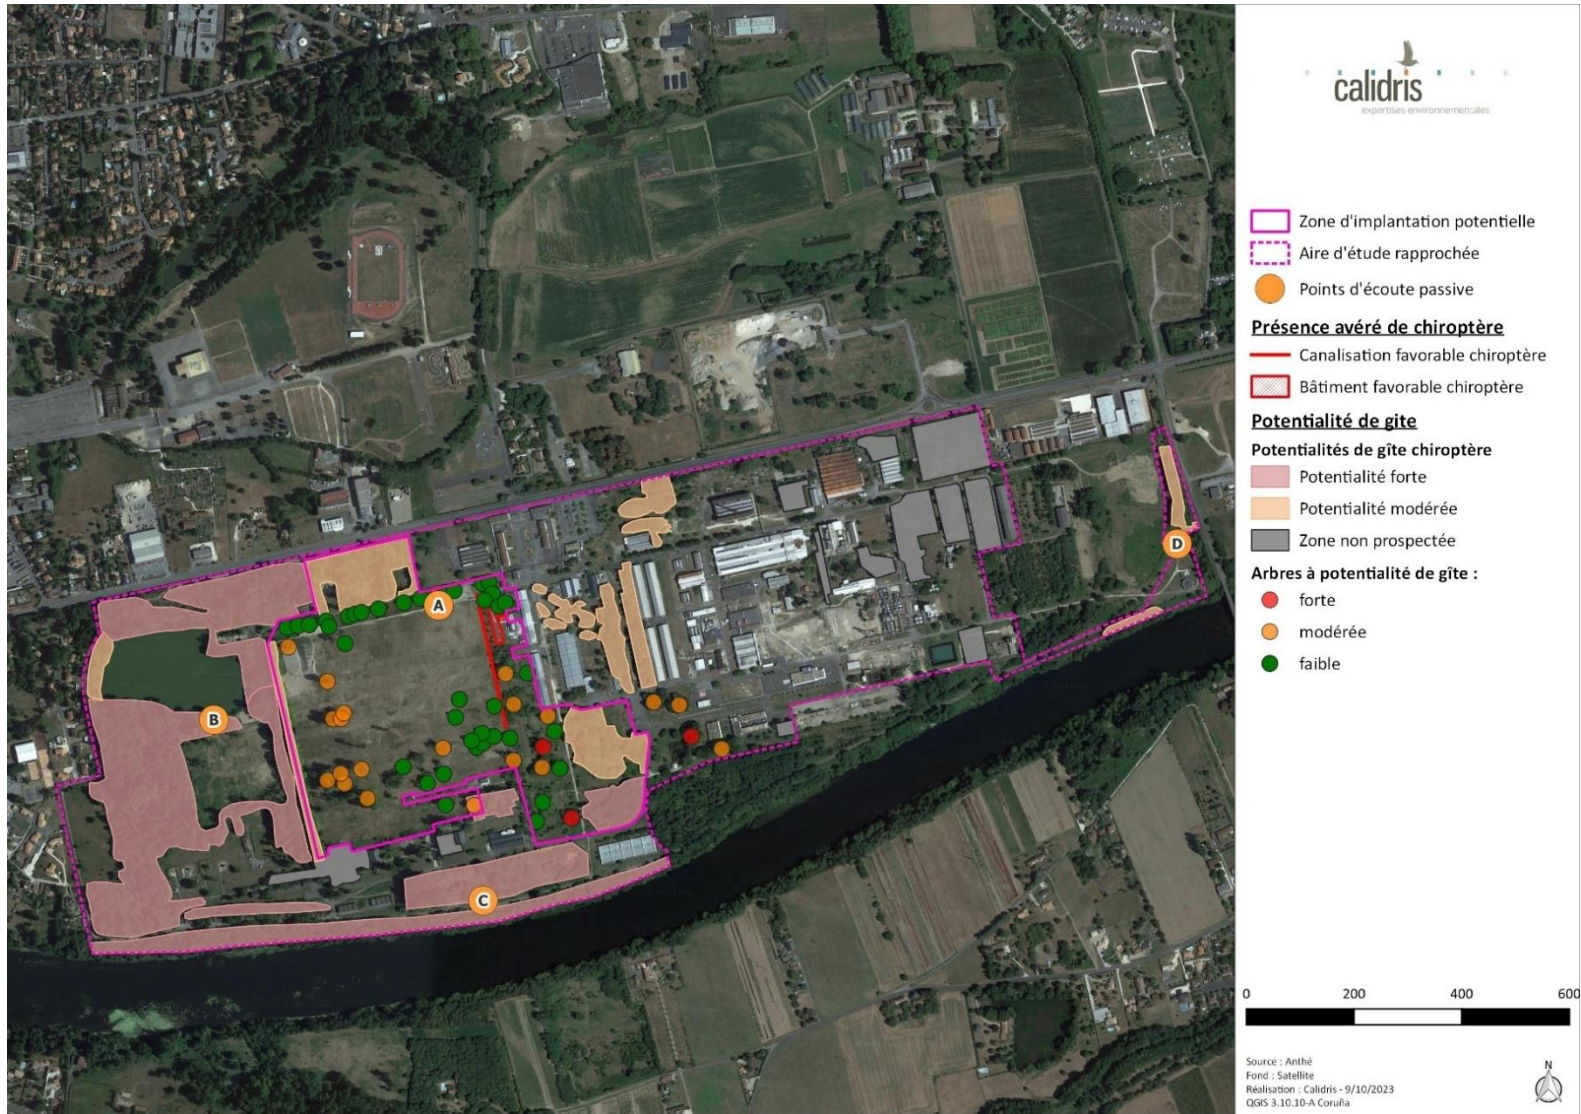 calidris
expertises environnementales
Zone d'implantation potentielle
Aire d'étude rapprochée
Points d'écoute passive
Présence avéré de chiroptère
Canalisation favorable chiroptère
Bâtiment favorable chiroptère
Potentialité de gite
Potentialités de gîte chiroptère
Potentialité forte
Potentialité modérée
Zone non prospectée
Arbres à potentialité de gîte :
forte
modérée
faible
A
B
C
D
0 200 400 600
Source : Anthé
Fond : Satellite
Réalisation : Calidris - 9/10/2023
QGIS 3.10.10-A Coruña
N